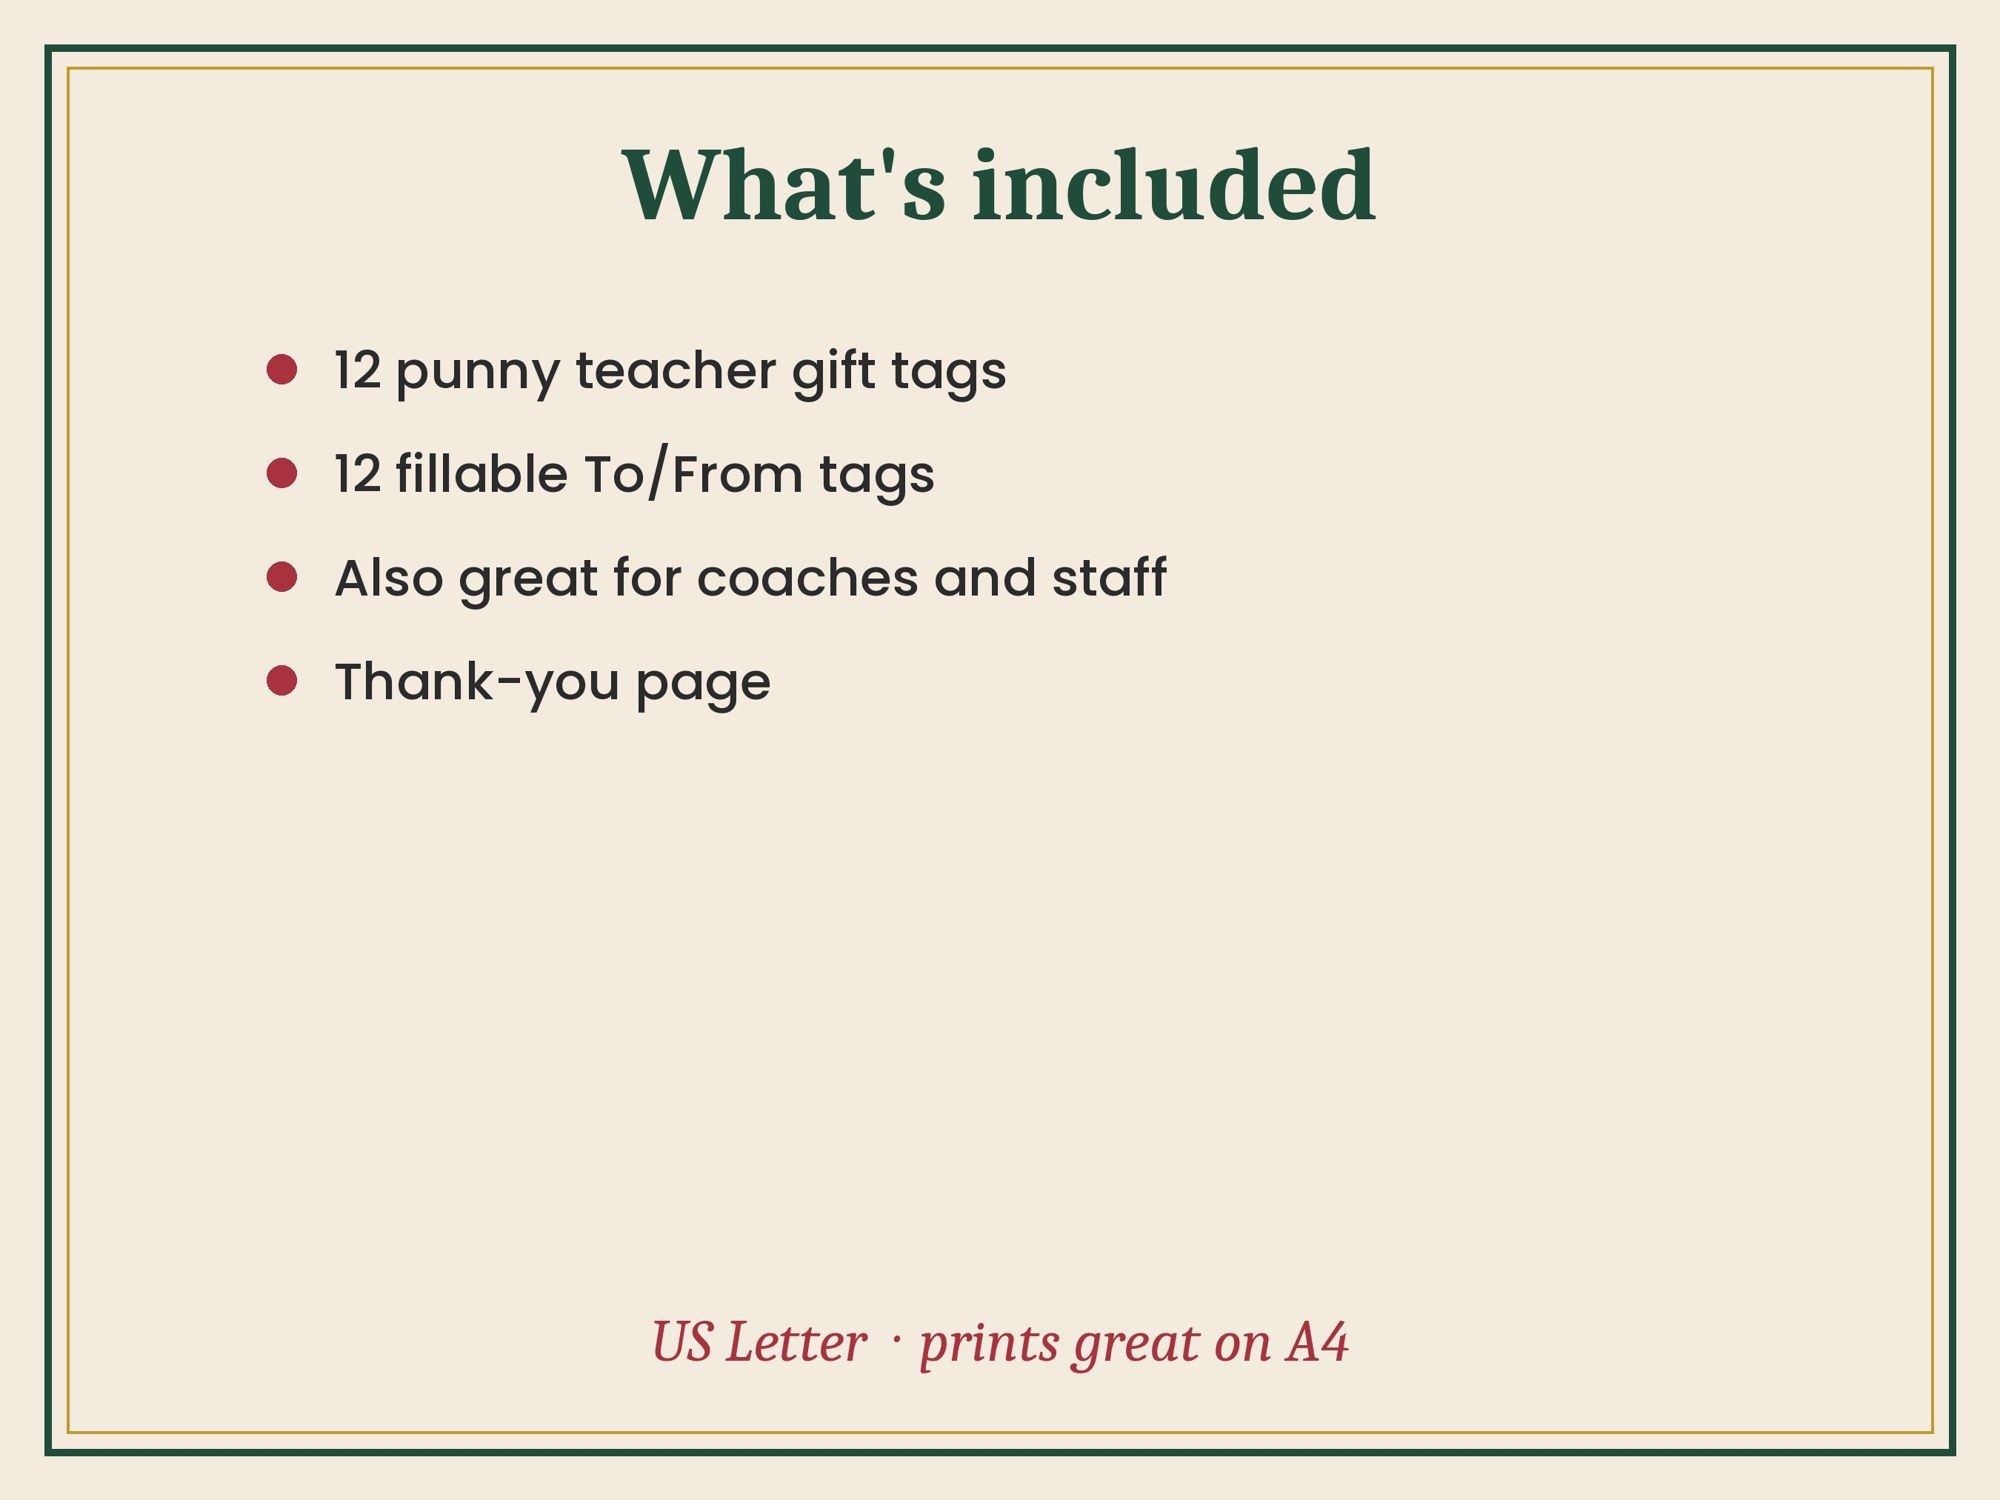 What's included
12 punny teacher gift tags
12 fillable To/From tags
Also great for coaches and staff
Thank-you page
US Letter · prints great on A4